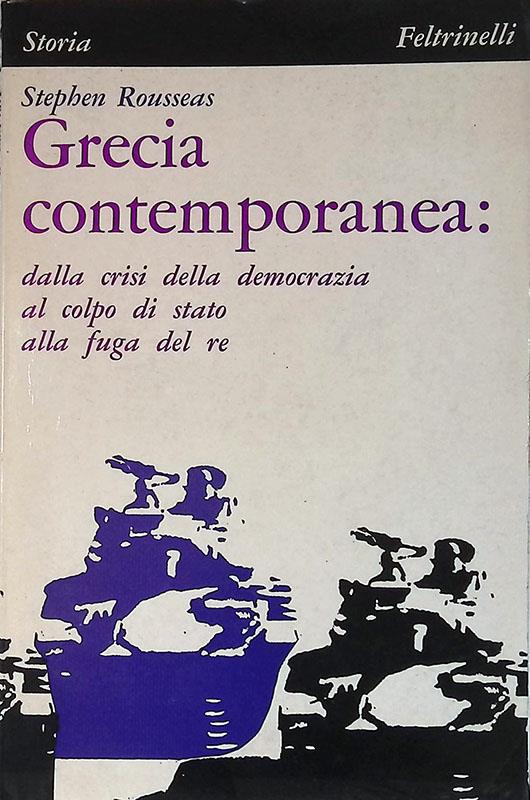 Storia
Feltrinelli
Stephen Rousseas
Grecia
contemporanea:
dalla crisi della democrazia
al colpo di stato
alla fuga del re